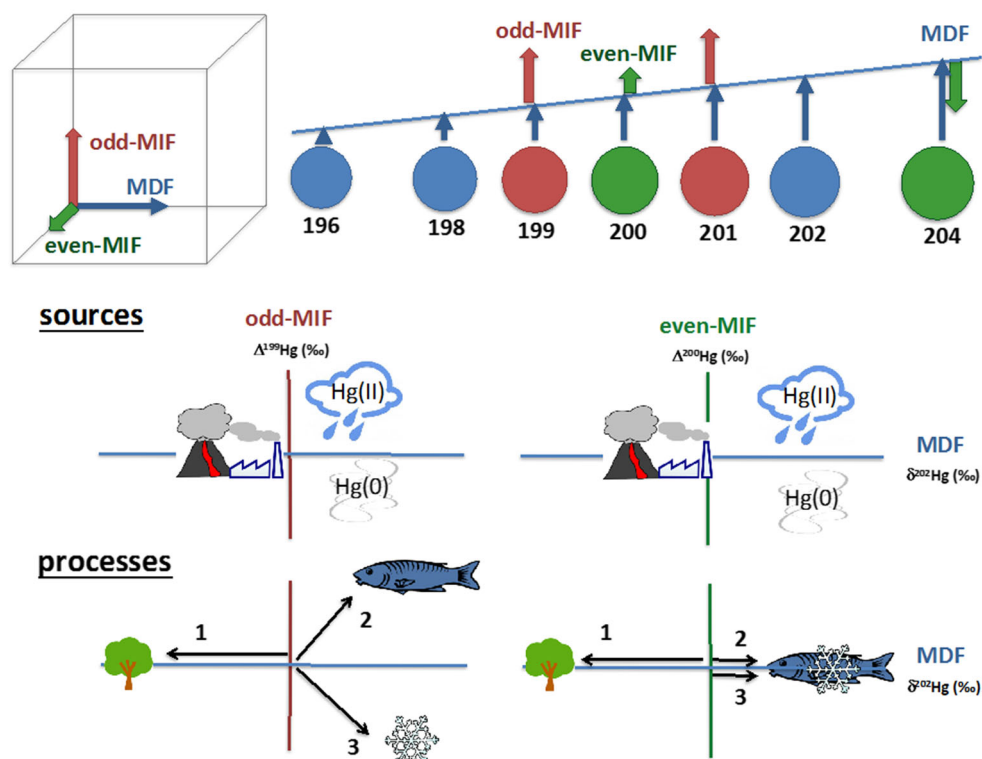 odd-MIF
MDF
even-MIF
odd-MIF
even-MIF
MDF
196
198
199
200
201
202
204
sources
odd-MIF
Δ¹⁹⁹Hg (‰)
even-MIF
Δ²⁰⁰Hg (‰)
Hg(II)
Hg(II)
MDF
δ²⁰²Hg (‰)
Hg(0)
Hg(0)
processes
1
2
3
1
2
3
MDF
δ²⁰²Hg (‰)